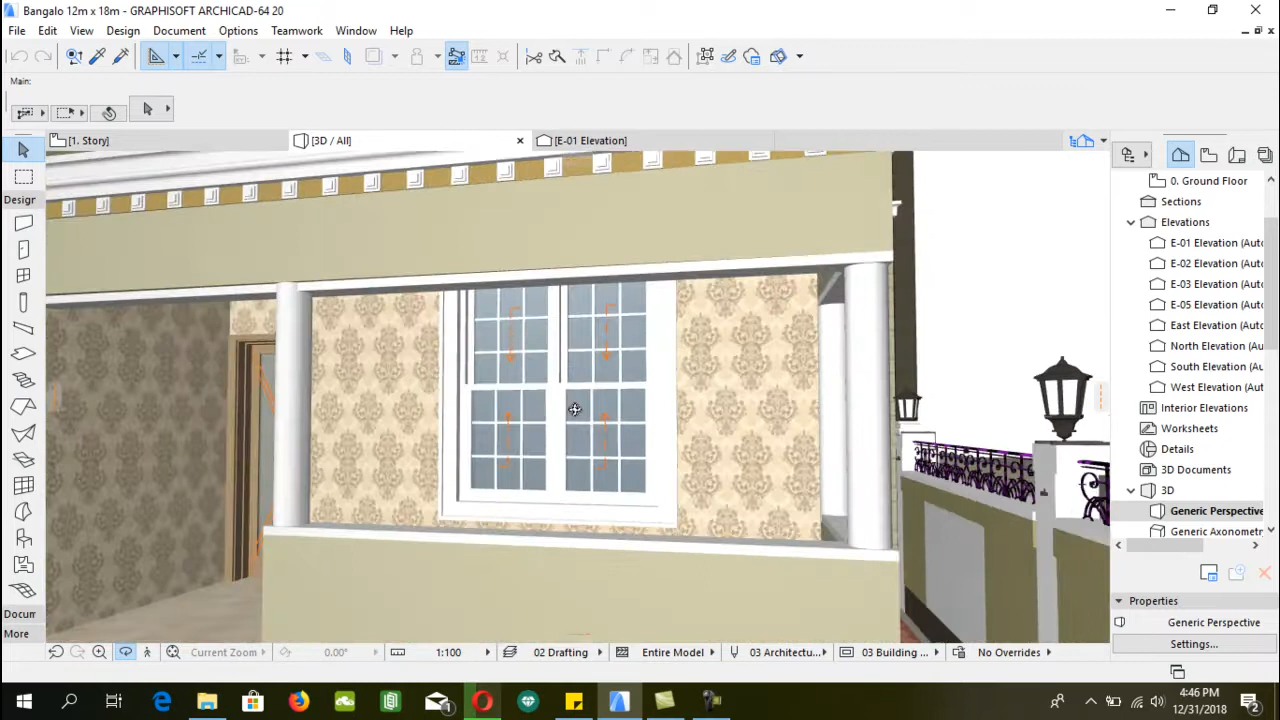 Bangalo 12m x 18m - GRAPHISOFT ARCHICAD-64 20
File Edit View Design Document Options Teamwork Window Help
Main:
[1. Story]
[3D / All]
[E-01 Elevation]
Design
Docum
More
0. Ground Floor
Sections
Elevations
E-01 Elevation (Auto
E-02 Elevation (Auto
E-03 Elevation (Auto
E-05 Elevation (Auto
East Elevation (Auto
North Elevation (Aut
South Elevation (Aut
West Elevation (Auto
Interior Elevations
Worksheets
Details
3D Documents
3D
Generic Perspective
Generic Axonometr
Properties
Generic Perspective
Settings...
Current Zoom
0.00°
1:100
02 Drafting
Entire Model
03 Architectu...
03 Building ...
No Overrides
1
4:46 PM
12/31/2018
2